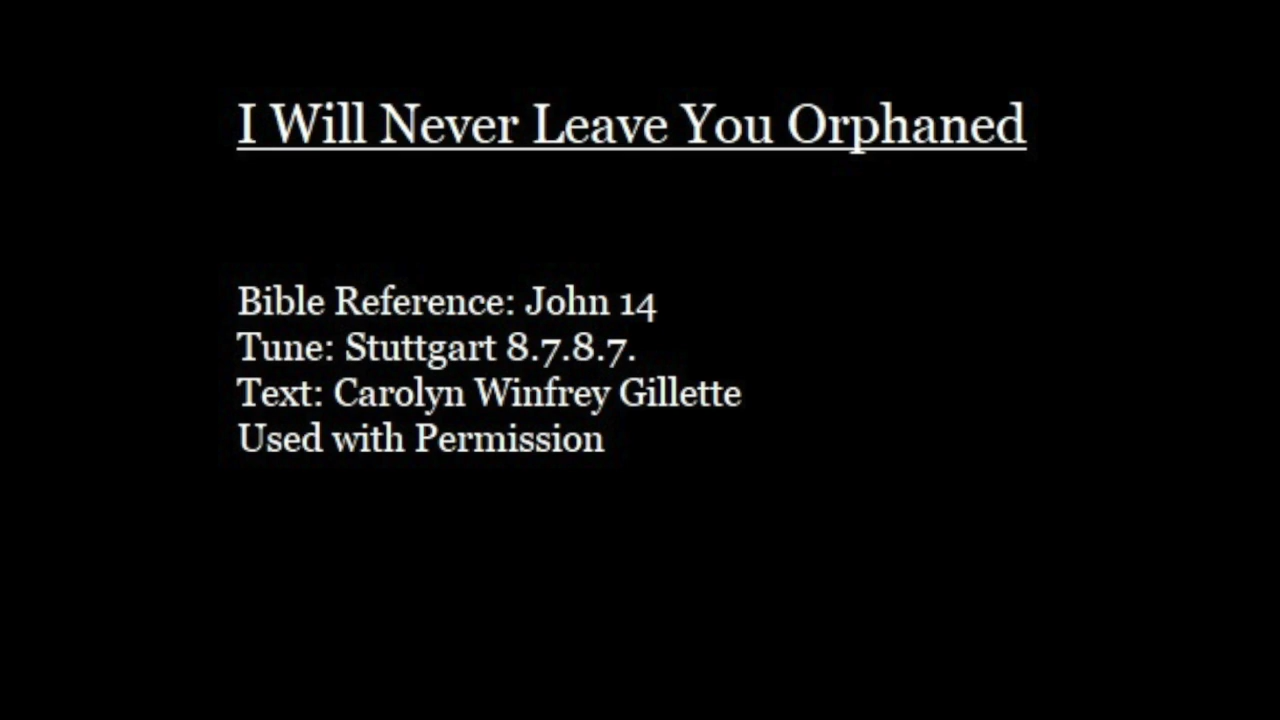 I Will Never Leave You Orphaned
Bible Reference: John 14
Tune: Stuttgart 8.7.8.7.
Text: Carolyn Winfrey Gillette
Used with Permission